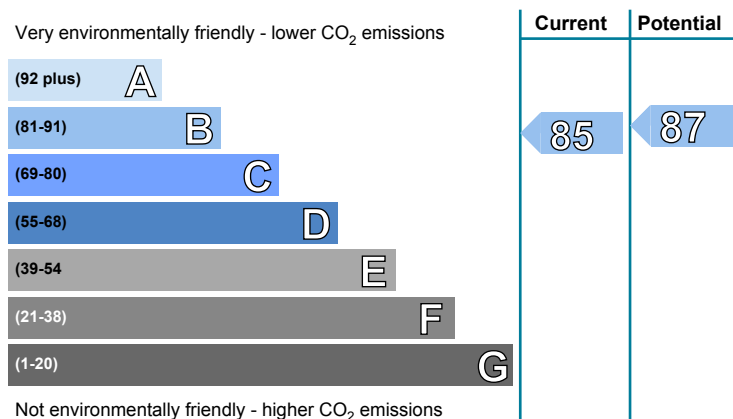 Very environmentally friendly - lower CO2 emissions
Current
Potential
(92 plus) A
(81-91) B
85
87
(69-80) C
(55-68) D
(39-54 E
(21-38) F
(1-20) G
Not environmentally friendly - higher CO2 emissions